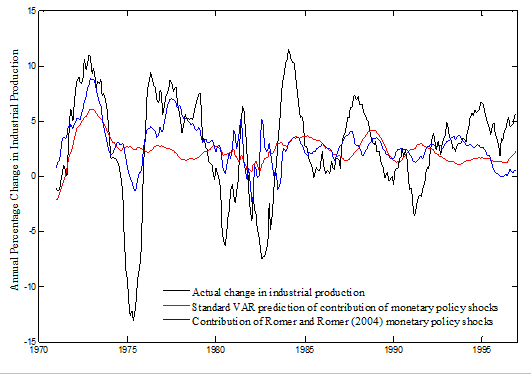 15
10
5
0
-5
-10
-15
Annual Percentage Change in Industrial Production
Actual change in industrial production
Standard VAR prediction of contribution of monetary policy shocks
Contribution of Romer and Romer (2004) monetary policy shocks
1970 1975 1980 1985 1990 1995